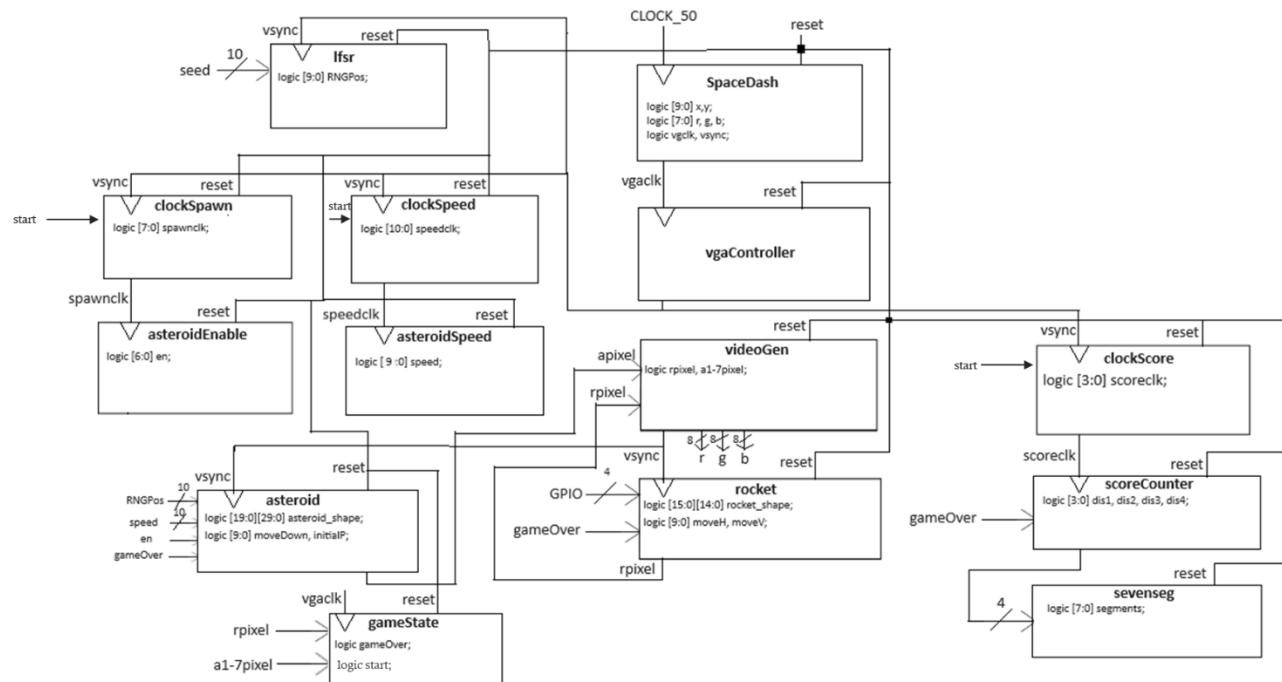 CLOCK_50
reset
vsync
reset
lfsr
10
seed
logic [9:0] RNGPos;
SpaceDash
logic [9:0] x,y;
logic [7:0] r, g, b;
logic vgclk, vsync;
vsync
reset
clockSpawn
start
logic [7:0] spawnclk;
vsync
reset
start
clockSpeed
logic [10:0] speedclk;
vgaclk
reset
vgaController
spawnclk
reset
asteroidEnable
logic [6:0] en;
speedclk
reset
asteroidSpeed
logic [ 9 :0] speed;
reset
videoGen
apixel
logic rpixel, a1-7pixel;
rpixel
8
8
8
r
g
b
vsync
reset
clockScore
start
logic [3:0] scoreclk;
vsync
reset
asteroid
RNGPos
10
logic [19:0][29:0] asteroid_shape;
speed
10
logic [9:0] moveDown, initialP;
en
gameOver
vsync
reset
4
rocket
GPIO
logic [15:0][14:0] rocket_shape;
logic [9:0] moveH, moveV;
gameOver
rpixel
scoreclk
reset
scoreCounter
logic [3:0] dis1, dis2, dis3, dis4;
gameOver
vgaclk
reset
gameState
rpixel
logic gameOver;
a1-7pixel
logic start;
reset
sevenseg
4
logic [7:0] segments;